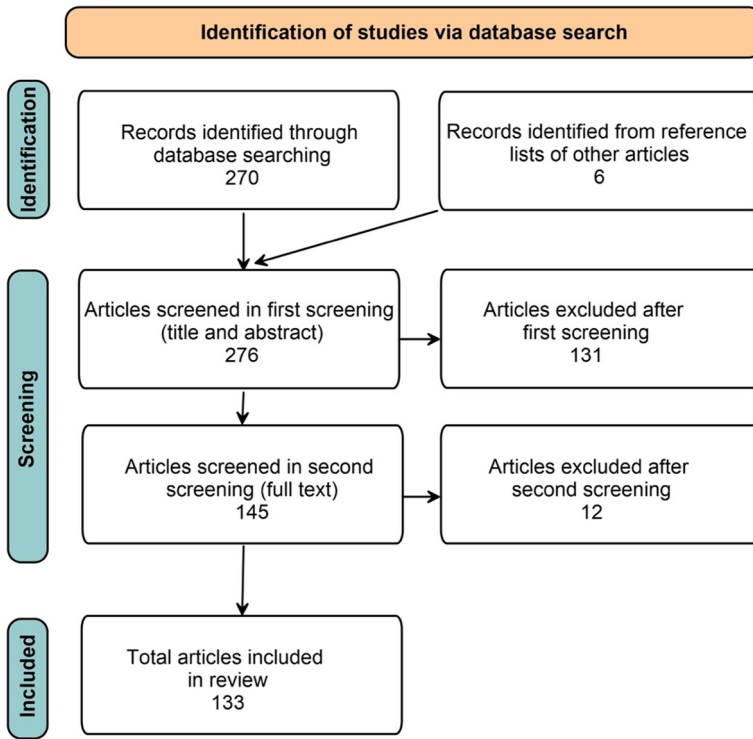 Identification of studies via database search
Identification
Records identified through
database searching
270
Records identified from reference
lists of other articles
6
Screening
Articles screened in first screening
(title and abstract)
276
Articles excluded after
first screening
131
Articles screened in second
screening (full text)
145
Articles excluded after
second screening
12
Included
Total articles included
in review
133